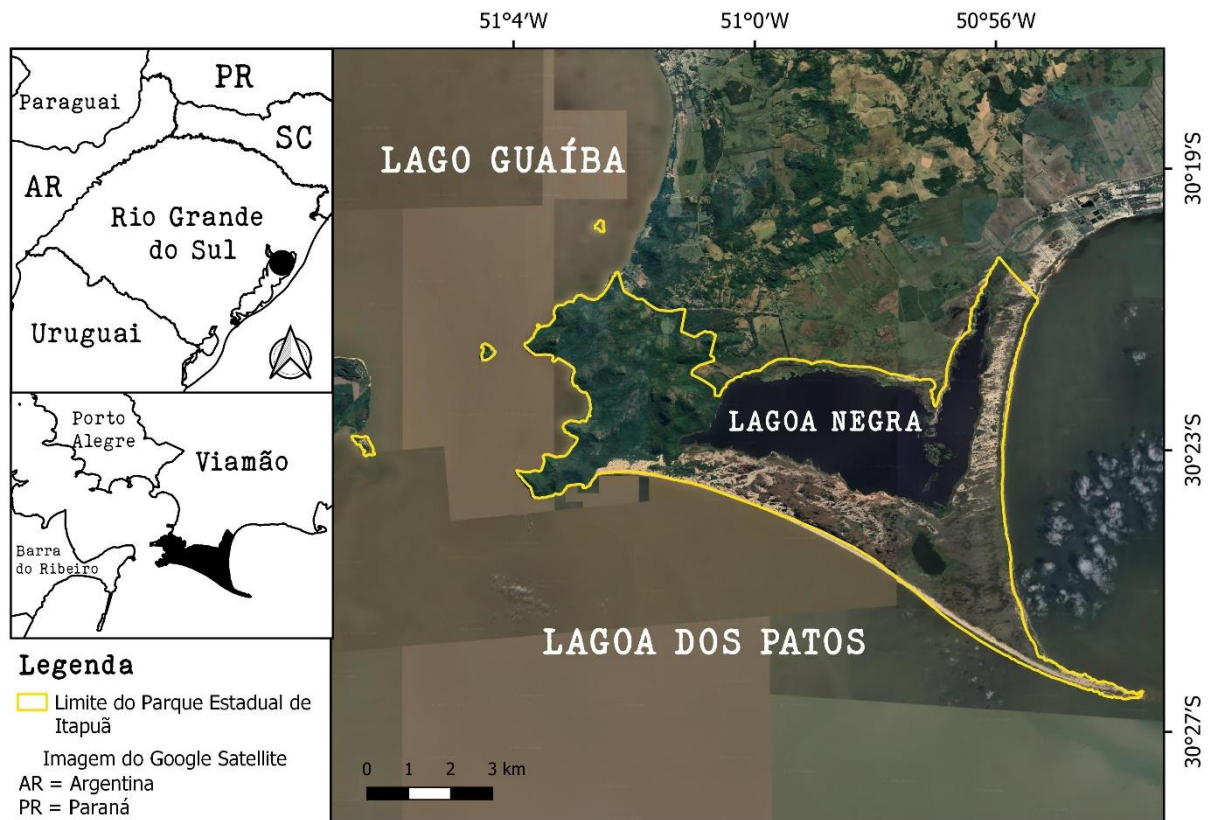 51°4'W
51°0'W
50°56'W
PR
Paraguai
SC
AR
Rio Grande
do Sul
Uruguai
Porto
Alegre
Viamão
Barra
do Ribeiro
LAGO GUAÍBA
LAGOA NEGRA
LAGOA DOS PATOS
30°19'S
30°23'S
30°27'S
0 1 2 3 km
Legenda
Limite do Parque Estadual de
Itapuã
Imagem do Google Satellite
AR = Argentina
PR = Paraná